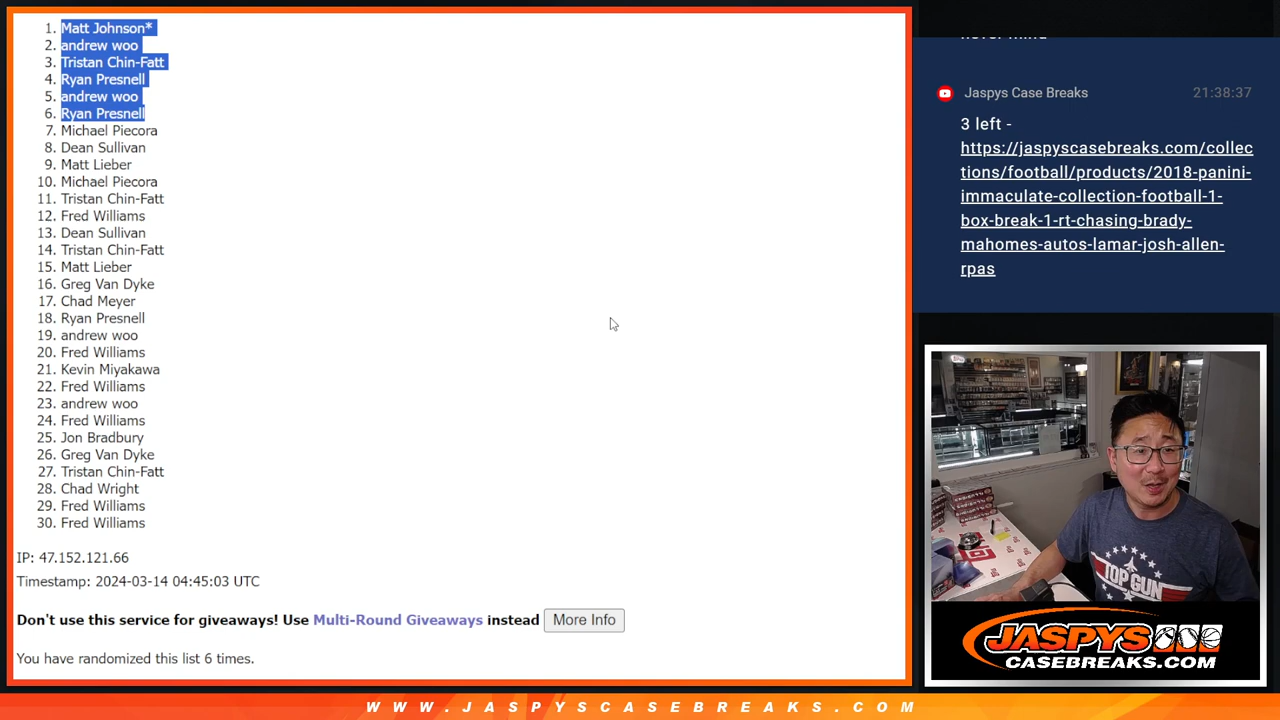 1. Matt Johnson*
2. andrew woo
3. Tristan Chin-Fatt
4. Ryan Presnell
5. andrew woo
6. Ryan Presnell
7. Michael Piecora
8. Dean Sullivan
9. Matt Lieber
10. Michael Piecora
11. Tristan Chin-Fatt
12. Fred Williams
13. Dean Sullivan
14. Tristan Chin-Fatt
15. Matt Lieber
16. Greg Van Dyke
17. Chad Meyer
18. Ryan Presnell
19. andrew woo
20. Fred Williams
21. Kevin Miyakawa
22. Fred Williams
23. andrew woo
24. Fred Williams
25. Jon Bradbury
26. Greg Van Dyke
27. Tristan Chin-Fatt
28. Chad Wright
29. Fred Williams
30. Fred Williams
IP: 47.152.121.66
Timestamp: 2024-03-14 04:45:03 UTC
Don't use this service for giveaways! Use Multi-Round Giveaways instead More Info
You have randomized this list 6 times.
Jaspys Case Breaks 21:38:37
3 left -
https://jaspyscasebreaks.com/collec
tions/football/products/2018-panini-
immaculate-collection-football-1-
box-break-1-rt-chasing-brady-
mahomes-autos-lamar-josh-allen-
rpas
TOP GUN
JASPYS
CASEBREAKS.COM
WWW.JASPYSCASEBREAKS.COM